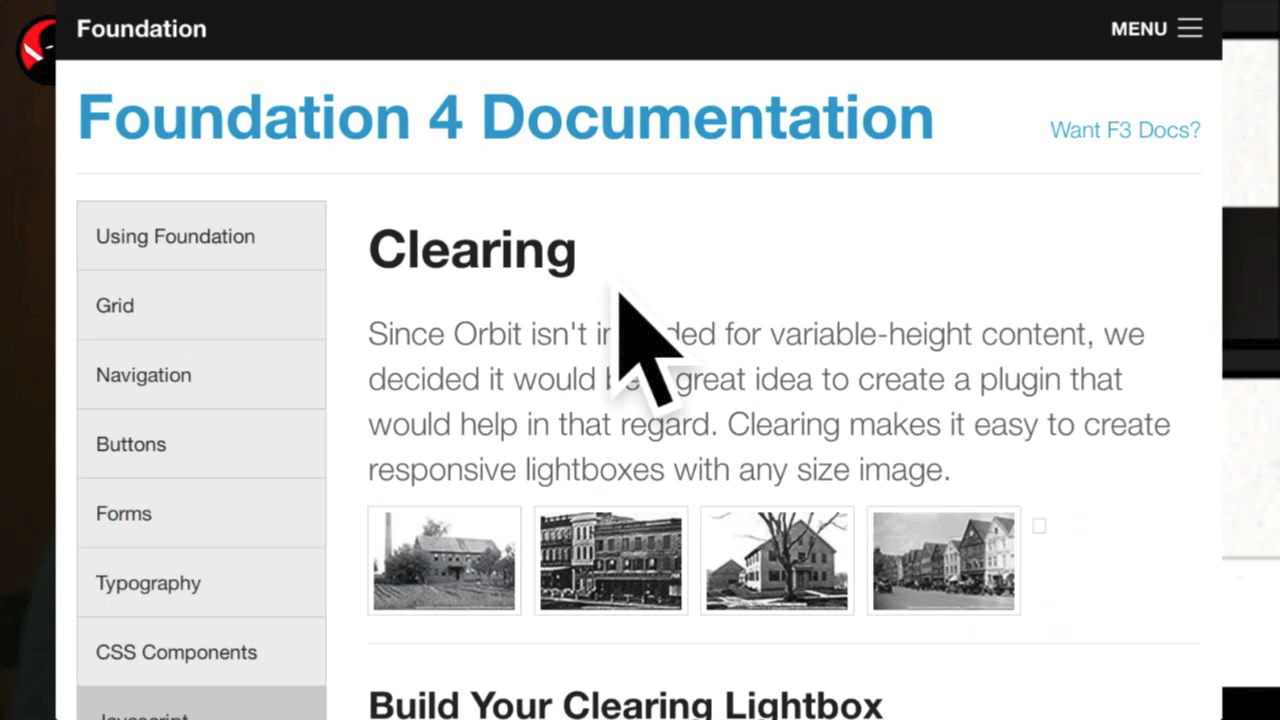 Foundation
MENU
Foundation 4 Documentation
Want F3 Docs?
Using Foundation
Grid
Navigation
Buttons
Forms
Typography
CSS Components
Clearing
Since Orbit isn't for variable-height content, we
decided it would great idea to create a plugin that
would help in that regard. Clearing makes it easy to create
responsive lightboxes with any size image.
Build Your Clearing Lightbox